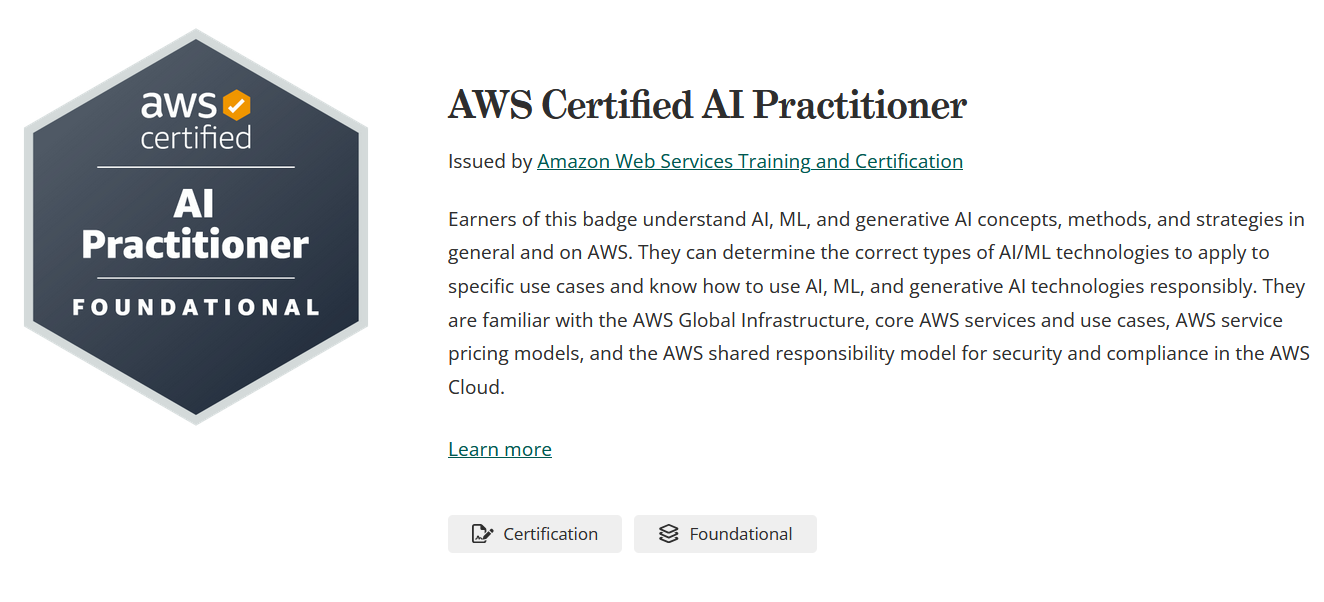 aws
certified
AI
Practitioner
FOUNDATIONAL
AWS Certified AI Practitioner
Issued by Amazon Web Services Training and Certification
Earners of this badge understand AI, ML, and generative AI concepts, methods, and strategies in
general and on AWS. They can determine the correct types of AI/ML technologies to apply to
specific use cases and know how to use AI, ML, and generative AI technologies responsibly. They
are familiar with the AWS Global Infrastructure, core AWS services and use cases, AWS service
pricing models, and the AWS shared responsibility model for security and compliance in the AWS
Cloud.
Learn more
Certification
Foundational